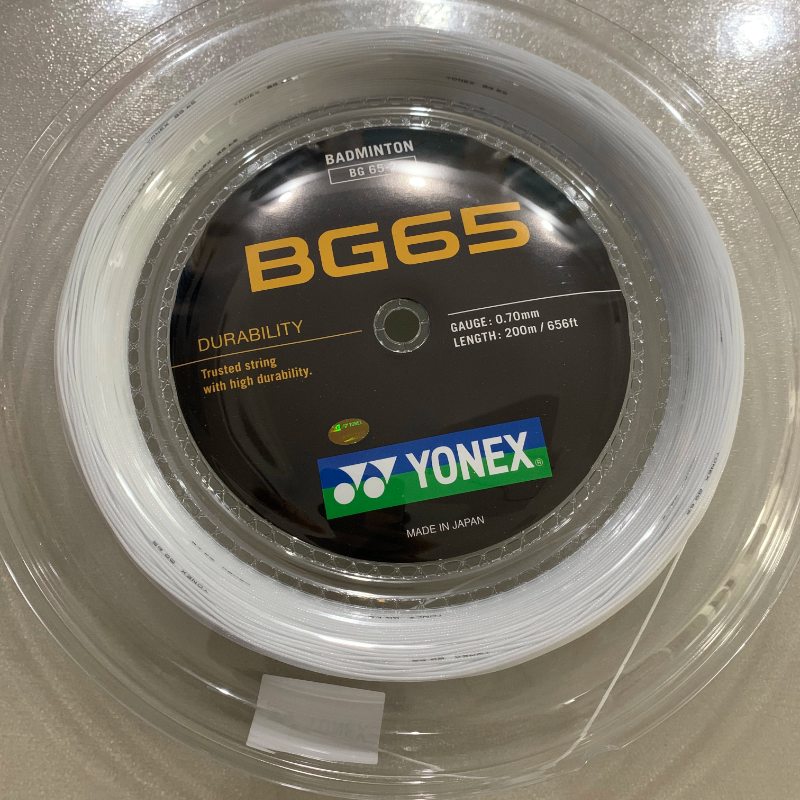 BADMINTON
BG 65-2
BG65
DURABILITY
Trusted string
with high durability.
GAUGE: 0.70mm
LENGTH: 200m / 656ft
YONEX®
MADE IN JAPAN